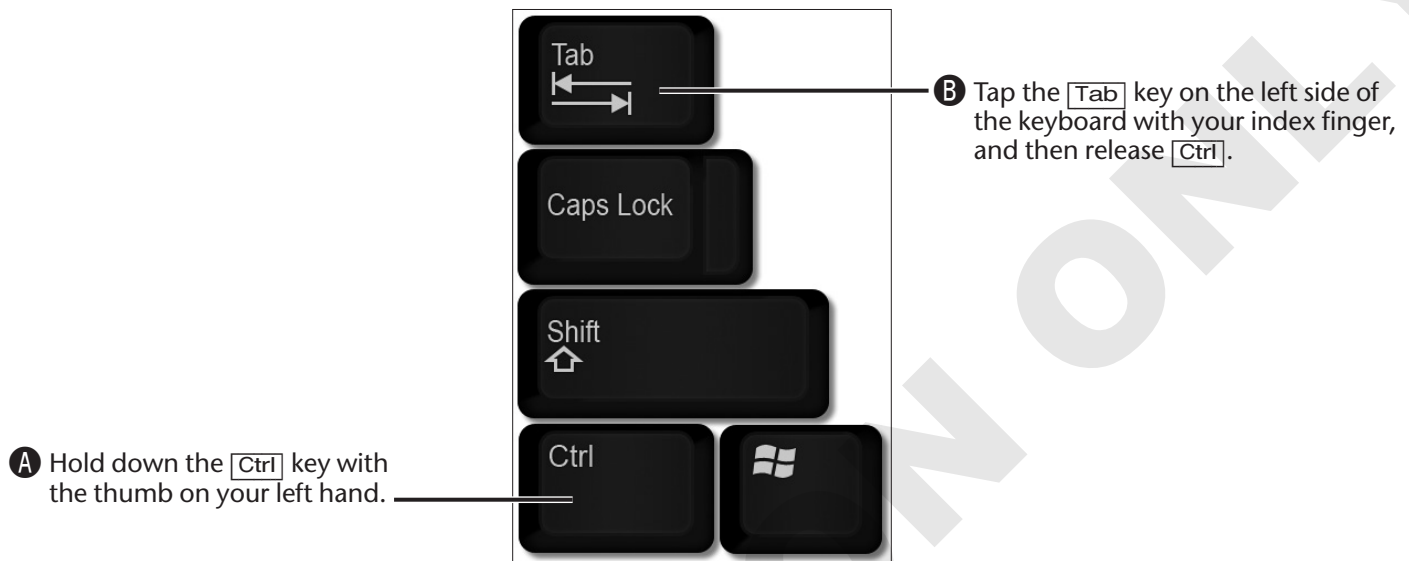 Tab
B Tap the Tab key on the left side of
the keyboard with your index finger,
and then release Ctrl.
Caps Lock
Shift
A Hold down the Ctrl key with
the thumb on your left hand.
Ctrl
N ONLY